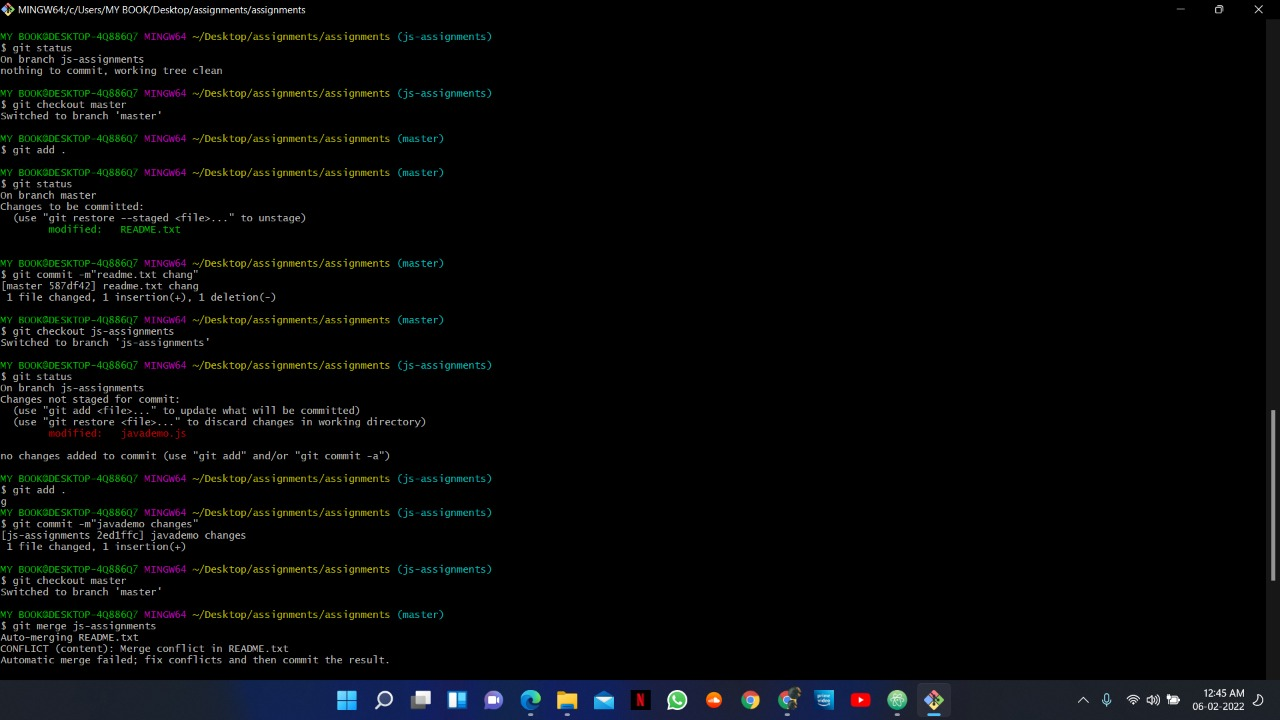 MINGW64:/c/Users/MY BOOK/Desktop/assignments/assignments
MY BOOK@DESKTOP-4Q886Q7 MINGW64 ~/Desktop/assignments/assignments (js-assignments)
$ git status
On branch js-assignments
nothing to commit, working tree clean
MY BOOK@DESKTOP-4Q886Q7 MINGW64 ~/Desktop/assignments/assignments (js-assignments)
$ git checkout master
Switched to branch 'master'
MY BOOK@DESKTOP-4Q886Q7 MINGW64 ~/Desktop/assignments/assignments (master)
$ git add .
MY BOOK@DESKTOP-4Q886Q7 MINGW64 ~/Desktop/assignments/assignments (master)
$ git status
On branch master
Changes to be committed:
  (use "git restore --staged <file>..." to unstage)
        modified:   README.txt
MY BOOK@DESKTOP-4Q886Q7 MINGW64 ~/Desktop/assignments/assignments (master)
$ git commit -m"readme.txt chang"
[master 587df42] readme.txt chang
 1 file changed, 1 insertion(+), 1 deletion(-)
MY BOOK@DESKTOP-4Q886Q7 MINGW64 ~/Desktop/assignments/assignments (master)
$ git checkout js-assignments
Switched to branch 'js-assignments'
MY BOOK@DESKTOP-4Q886Q7 MINGW64 ~/Desktop/assignments/assignments (js-assignments)
$ git status
On branch js-assignments
Changes not staged for commit:
  (use "git add <file>..." to update what will be committed)
  (use "git restore <file>..." to discard changes in working directory)
        modified:   javademo.js
no changes added to commit (use "git add" and/or "git commit -a")
MY BOOK@DESKTOP-4Q886Q7 MINGW64 ~/Desktop/assignments/assignments (js-assignments)
$ git add .
g
MY BOOK@DESKTOP-4Q886Q7 MINGW64 ~/Desktop/assignments/assignments (js-assignments)
$ git commit -m"javademo changes"
[js-assignments 2ed1ffc] javademo changes
 1 file changed, 1 insertion(+)
MY BOOK@DESKTOP-4Q886Q7 MINGW64 ~/Desktop/assignments/assignments (js-assignments)
$ git checkout master
Switched to branch 'master'
MY BOOK@DESKTOP-4Q886Q7 MINGW64 ~/Desktop/assignments/assignments (master)
$ git merge js-assignments
Auto-merging README.txt
CONFLICT (content): Merge conflict in README.txt
Automatic merge failed; fix conflicts and then commit the result.
12:45 AM
06-02-2022